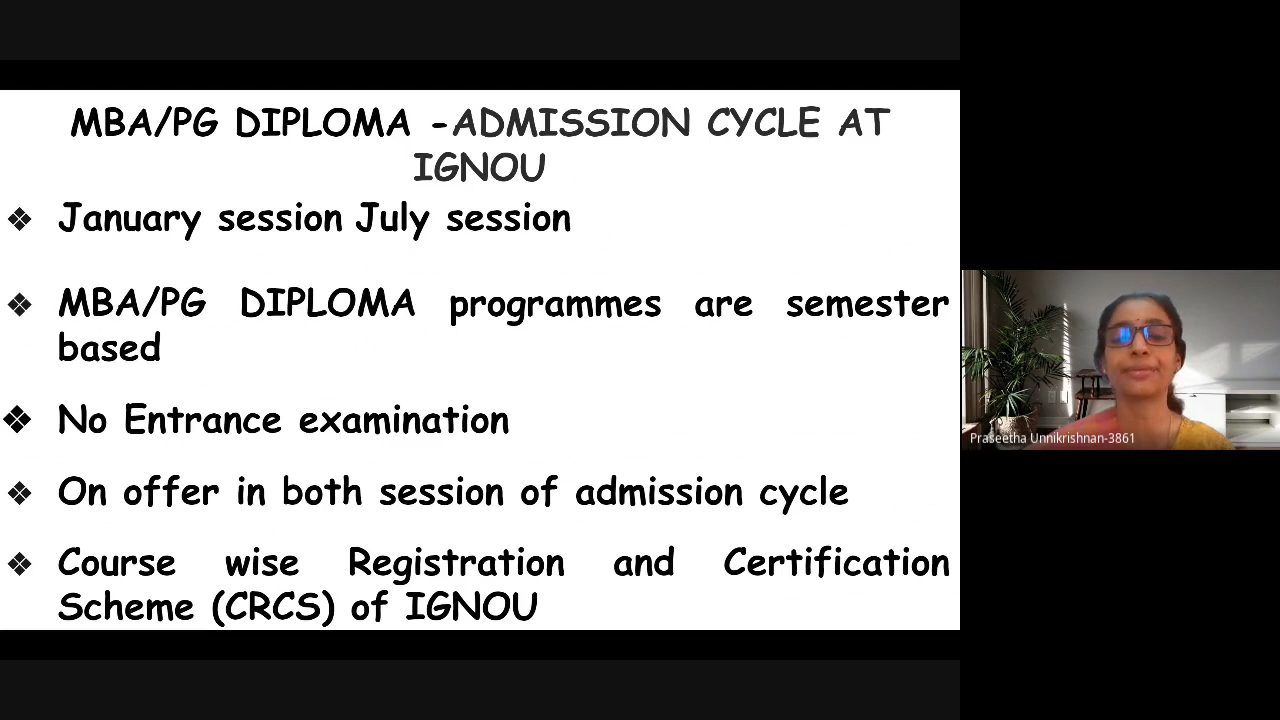 MBA/PG DIPLOMA -ADMISSION CYCLE AT
IGNOU
❖ January session July session
❖ MBA/PG DIPLOMA programmes are semester
based
❖ No Entrance examination
❖ On offer in both session of admission cycle
❖ Course wise Registration and Certification
Scheme (CRCS) of IGNOU
Praseetha Unnikrishnan-3861